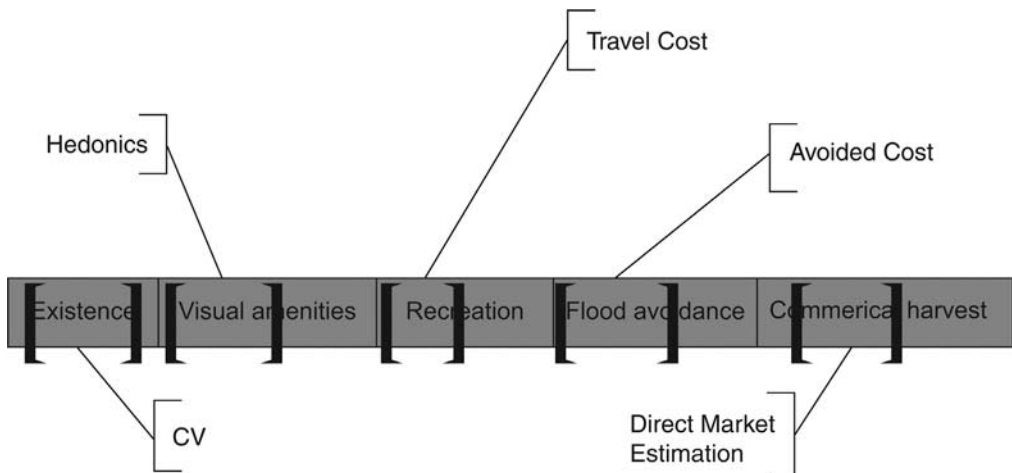 Travel Cost
Hedonics
Avoided Cost
Existence Visual amenities Recreation Flood avoidance Commerical harvest
CV
Direct Market
Estimation